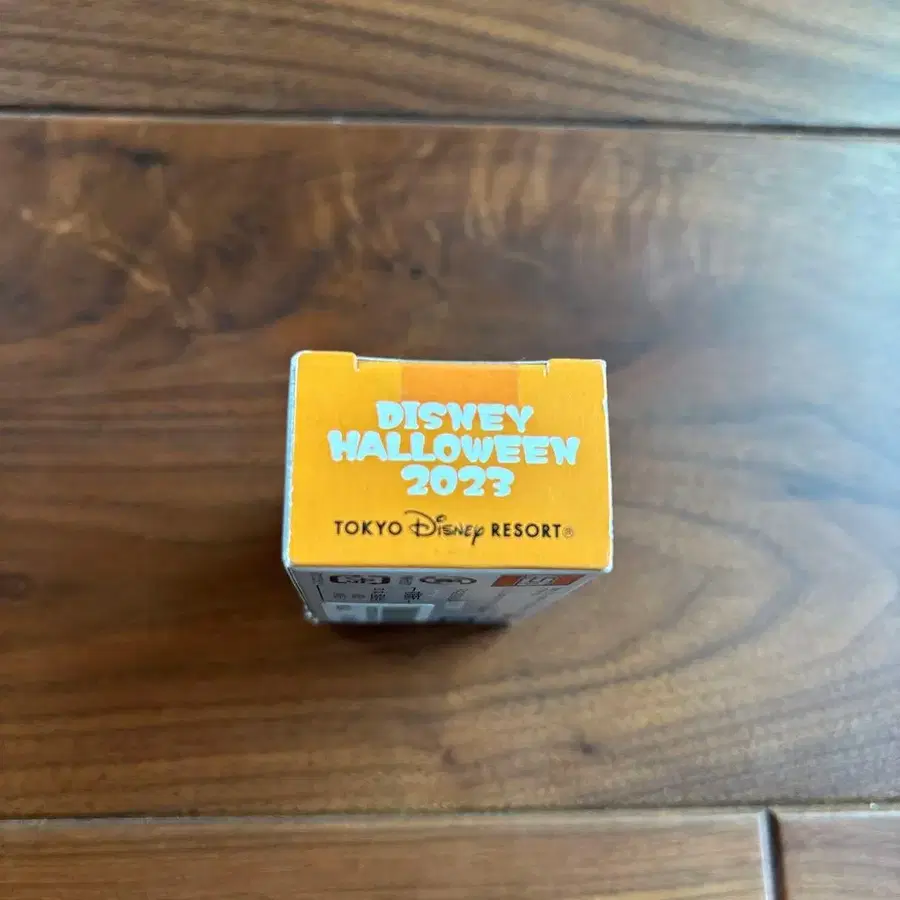 DISNEY
HALLOWEEN
2023
TOKYO Disney RESORT®